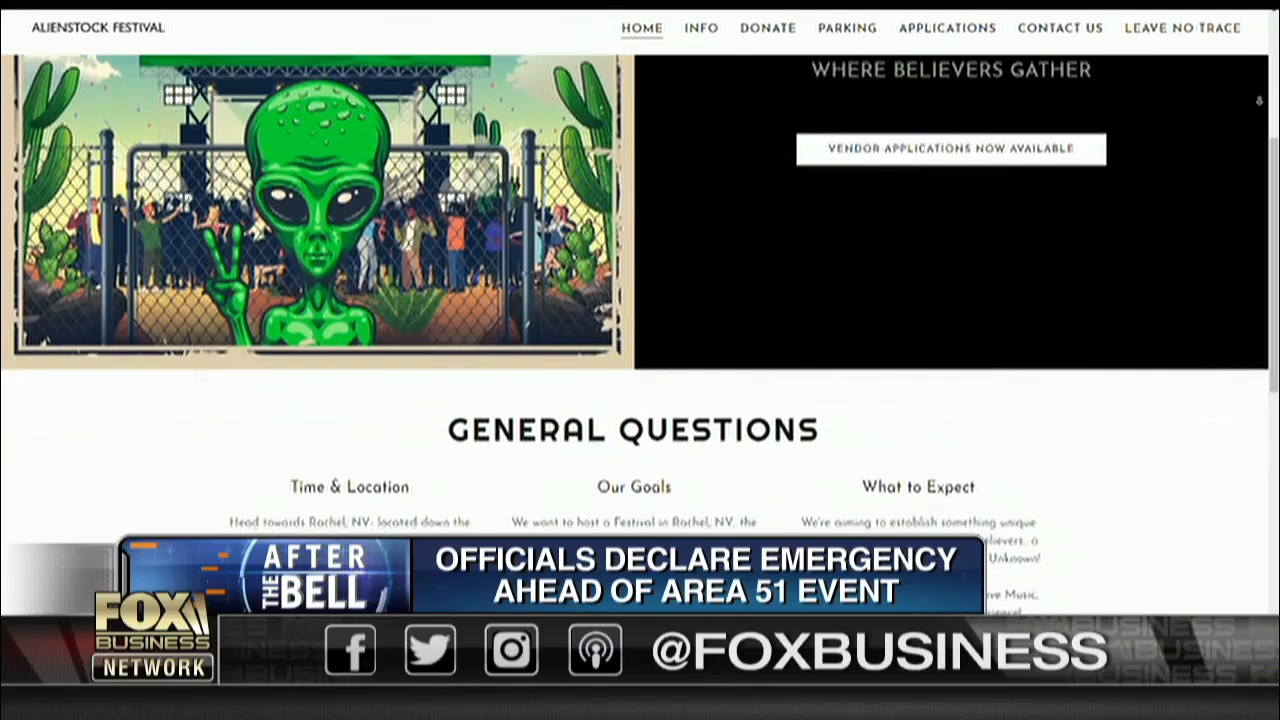 ALIENSTOCK FESTIVAL
HOME INFO DONATE PARKING APPLICATIONS CONTACT US LEAVE NO TRACE
WHERE BELIEVERS GATHER
VENDOR APPLICATIONS NOW AVAILABLE
GENERAL QUESTIONS
Time & Location
Head towards Rachel, NV- located down the
Our Goals
We want to host a Festival in Rachel, NV. the
What to Expect
We're aiming to establish something unique
Unknown!
Music,
AFTER
THE BELL
OFFICIALS DECLARE EMERGENCY
AHEAD OF AREA 51 EVENT
FOX
BUSINESS
NETWORK
@FOXBUSINESS